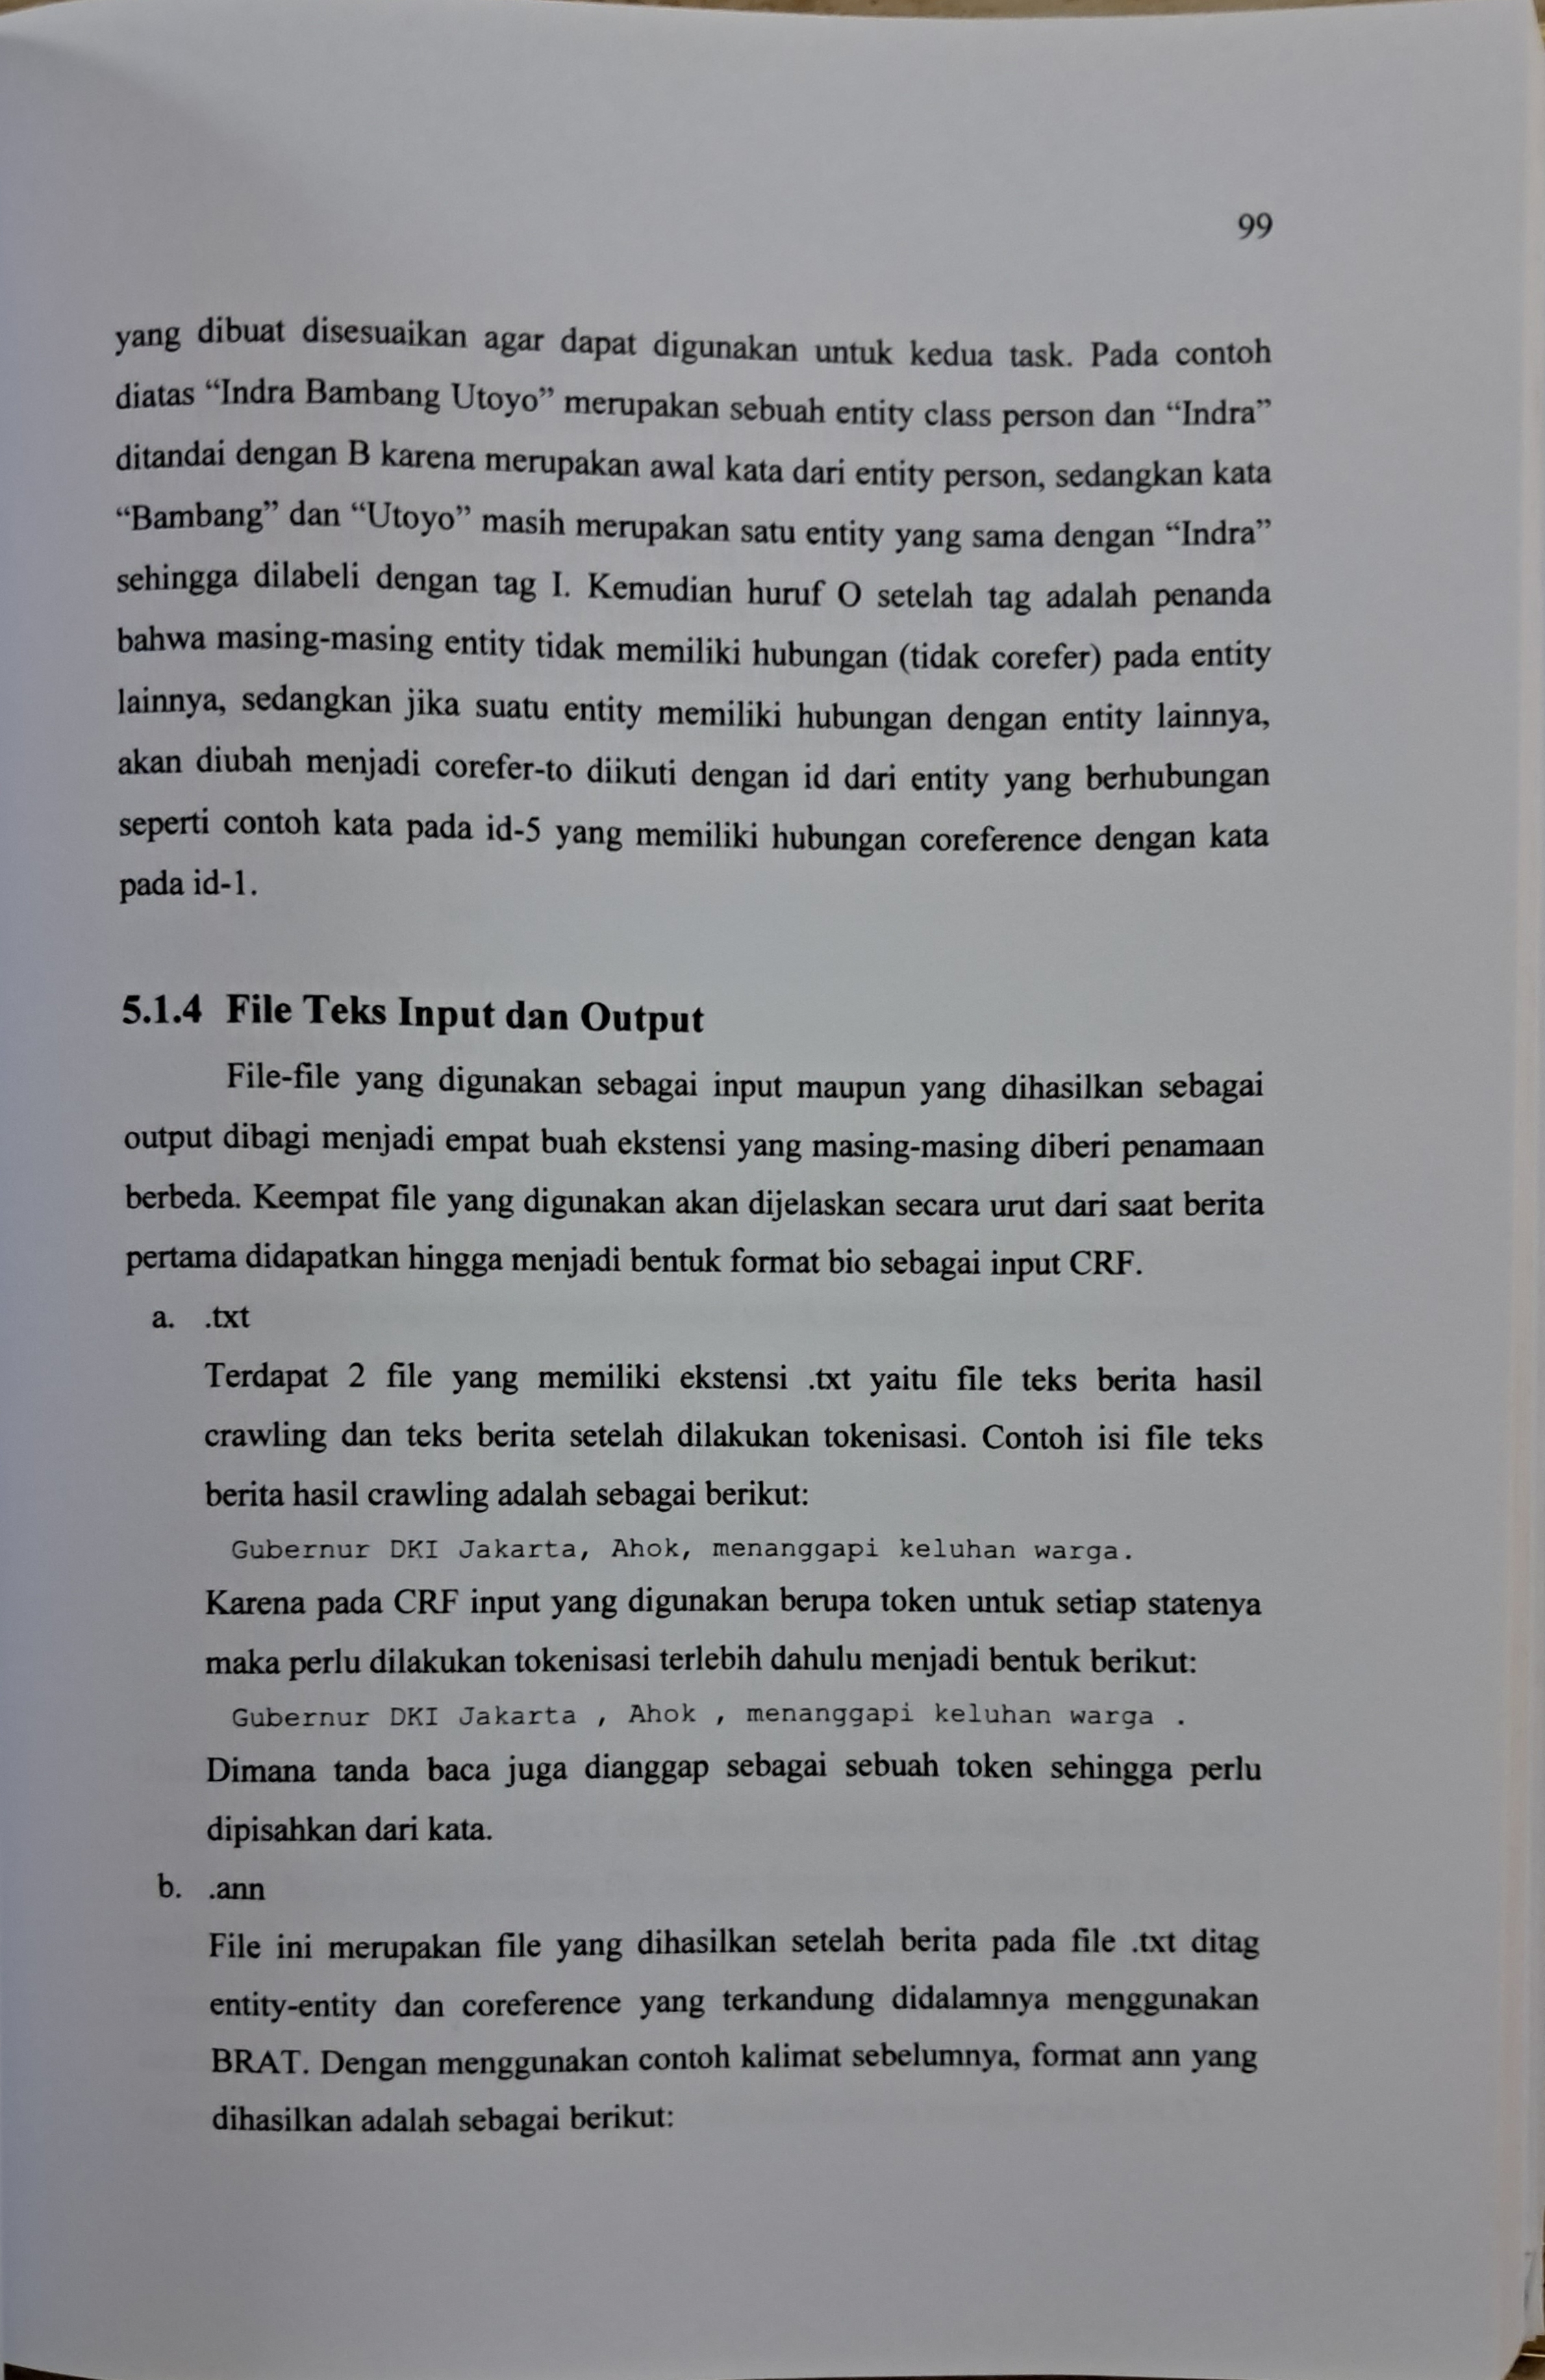 99
yang dibuat disesuaikan agar dapat digunakan untuk kedua task. Pada contoh
diatas “Indra Bambang Utoyo” merupakan sebuah entity class person dan “Indra”
ditandai dengan B karena merupakan awal kata dari entity person, sedangkan kata
“Bambang” dan “Utoyo” masih merupakan satu entity yang sama dengan “Indra”
sehingga dilabeli dengan tag I. Kemudian huruf O setelah tag adalah penanda
bahwa masing-masing entity tidak memiliki hubungan (tidak corefer) pada entity
lainnya, sedangkan jika suatu entity memiliki hubungan dengan entity lainnya,
akan diubah menjadi corefer-to diikuti dengan id dari entity yang berhubungan
seperti contoh kata pada id-5 yang memiliki hubungan coreference dengan kata
pada id-1.
5.1.4 File Teks Input dan Output
File-file yang digunakan sebagai input maupun yang dihasilkan sebagai
output dibagi menjadi empat buah ekstensi yang masing-masing diberi penamaan
berbeda. Keempat file yang digunakan akan dijelaskan secara urut dari saat berita
pertama didapatkan hingga menjadi bentuk format bio sebagai input CRF.
a. .txt
Terdapat 2 file yang memiliki ekstensi .txt yaitu file teks berita hasil
crawling dan teks berita setelah dilakukan tokenisasi. Contoh isi file teks
berita hasil crawling adalah sebagai berikut:
Gubernur DKI Jakarta, Ahok, menanggapi keluhan warga.
Karena pada CRF input yang digunakan berupa token untuk setiap statenya
maka perlu dilakukan tokenisasi terlebih dahulu menjadi bentuk berikut:
Gubernur DKI Jakarta , Ahok , menanggapi keluhan warga .
Dimana tanda baca juga dianggap sebagai sebuah token sehingga perlu
dipisahkan dari kata.
b. .ann
File ini merupakan file yang dihasilkan setelah berita pada file .txt ditag
entity-entity dan coreference yang terkandung didalamnya menggunakan
BRAT. Dengan menggunakan contoh kalimat sebelumnya, format ann yang
dihasilkan adalah sebagai berikut: